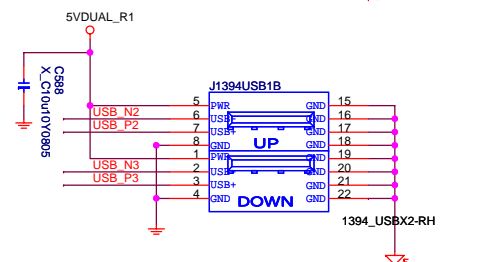 5VDUAL_R1
C588
X_C10u10Y0805
J1394USB1B
5 PWR GND 15
USB_N2 6 USB- GND 16
USB_P2 7 USB+ GND 17
8 GND UP GND 18
1 PWR GND 19
USB_N3 2 USB- GND 20
USB_P3 3 USB+ GND 21
4 GND DOWN GND 22
1394_USBX2-RH